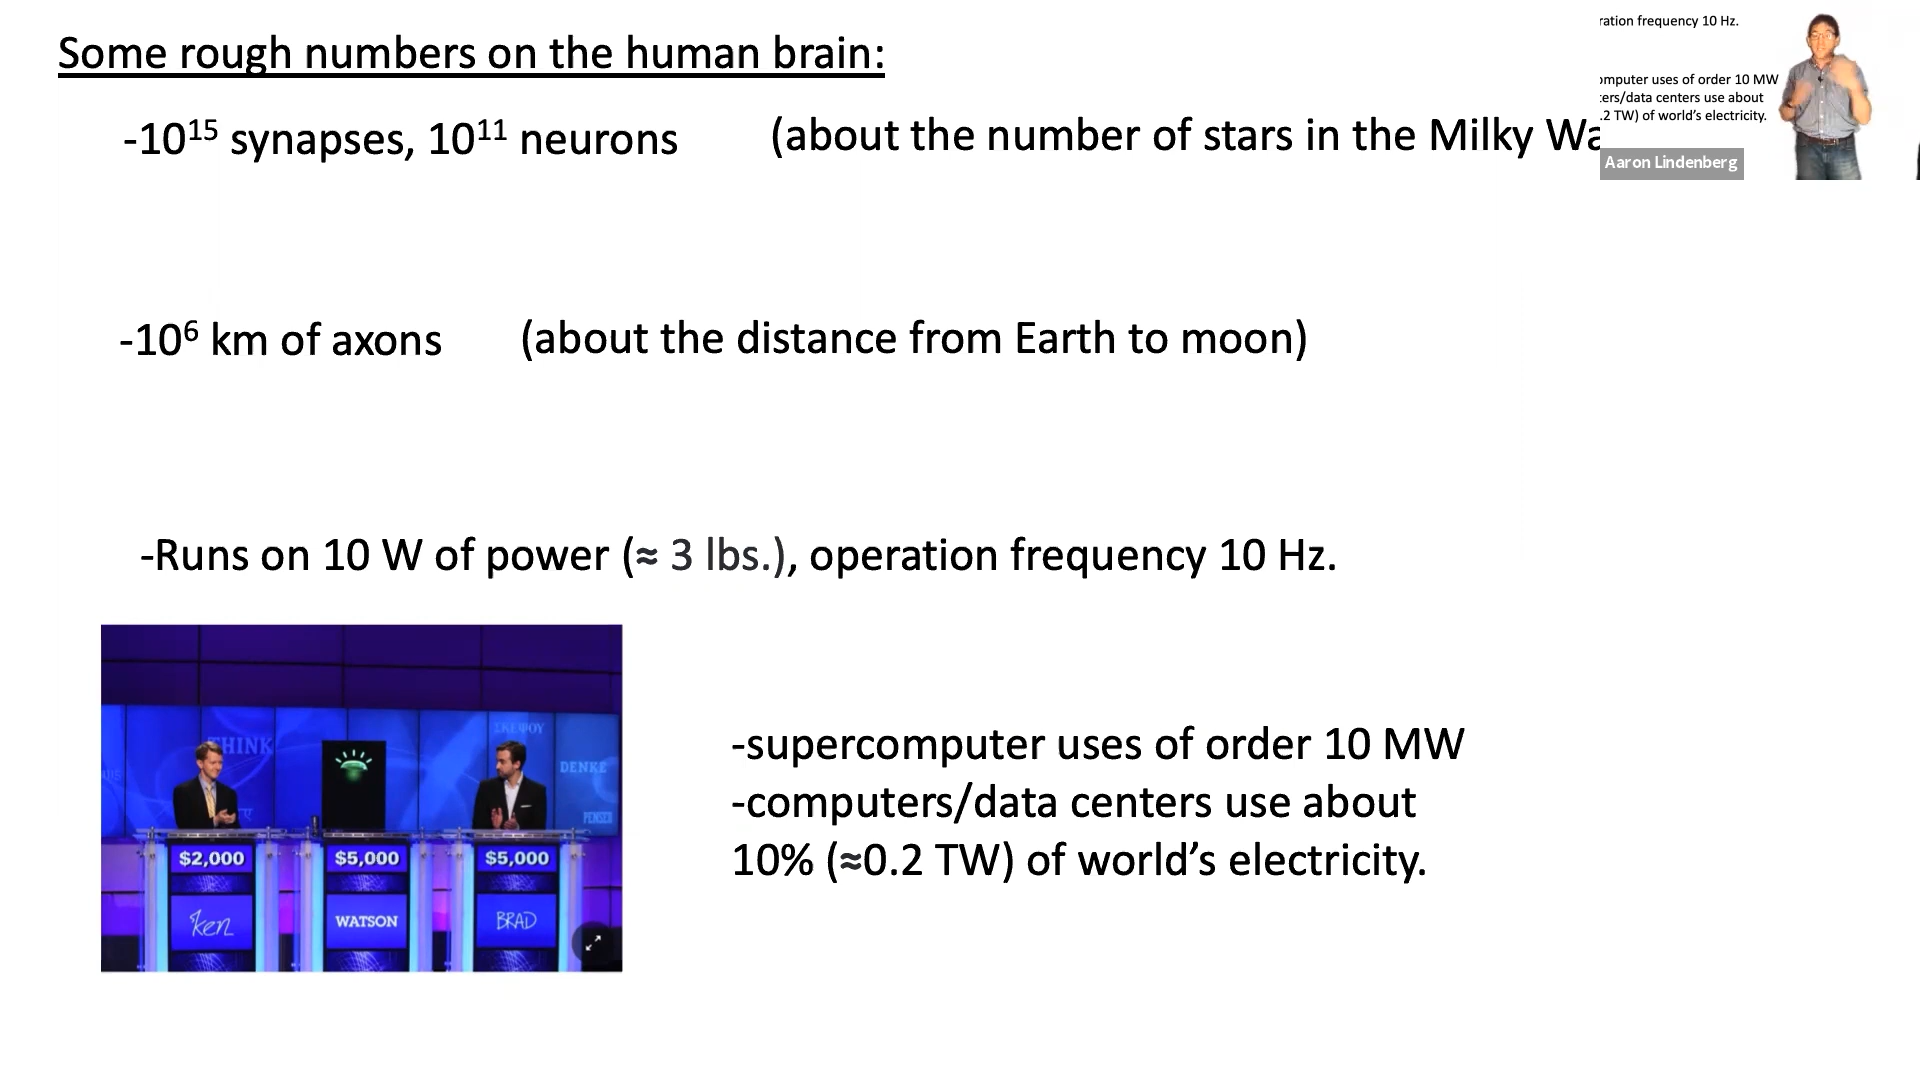 Some rough numbers on the human brain:
-10¹⁵ synapses, 10¹¹ neurons (about the number of stars in the Milky Wa
ration frequency 10 Hz.
omputer uses of order 10 MW
ters/data centers use about
.2 TW) of world's electricity.
Aaron Lindenberg
-10⁶ km of axons (about the distance from Earth to moon)
-Runs on 10 W of power (≈ 3 lbs.), operation frequency 10 Hz.
THINK
ΣΚΕΨΟΥ
DENKE
$2,000 $5,000 $5,000
Ken WATSON BRAD
-supercomputer uses of order 10 MW
-computers/data centers use about
10% (≈0.2 TW) of world's electricity.